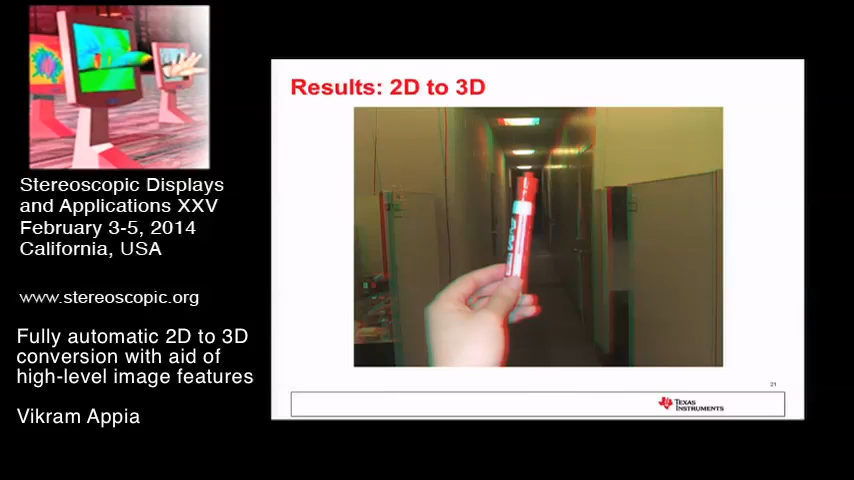 Stereoscopic Displays
and Applications XXV
February 3-5, 2014
California, USA
www.stereoscopic.org
Fully automatic 2D to 3D
conversion with aid of
high-level image features
Vikram Appia
Results: 2D to 3D
21
TEXAS
INSTRUMENTS